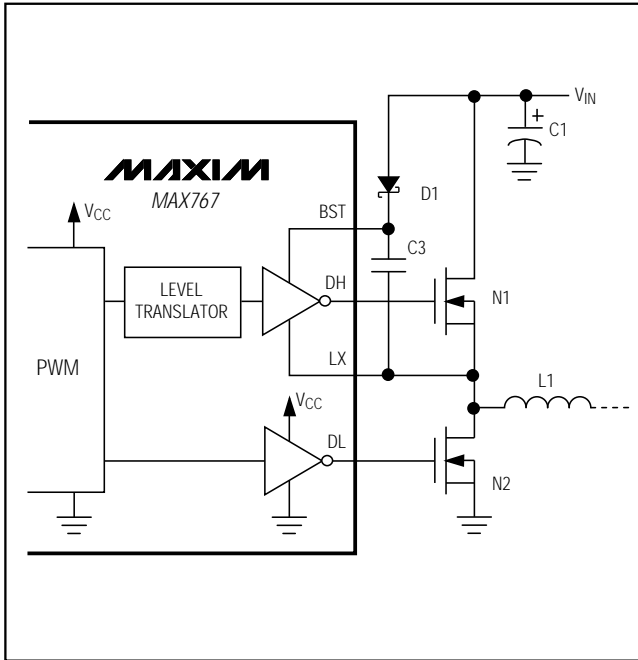 VIN
+
C1
MAXIM
MAX767
VCC
BST
D1
C3
LEVEL
TRANSLATOR
DH
N1
PWM
LX
L1
VCC
DL
N2